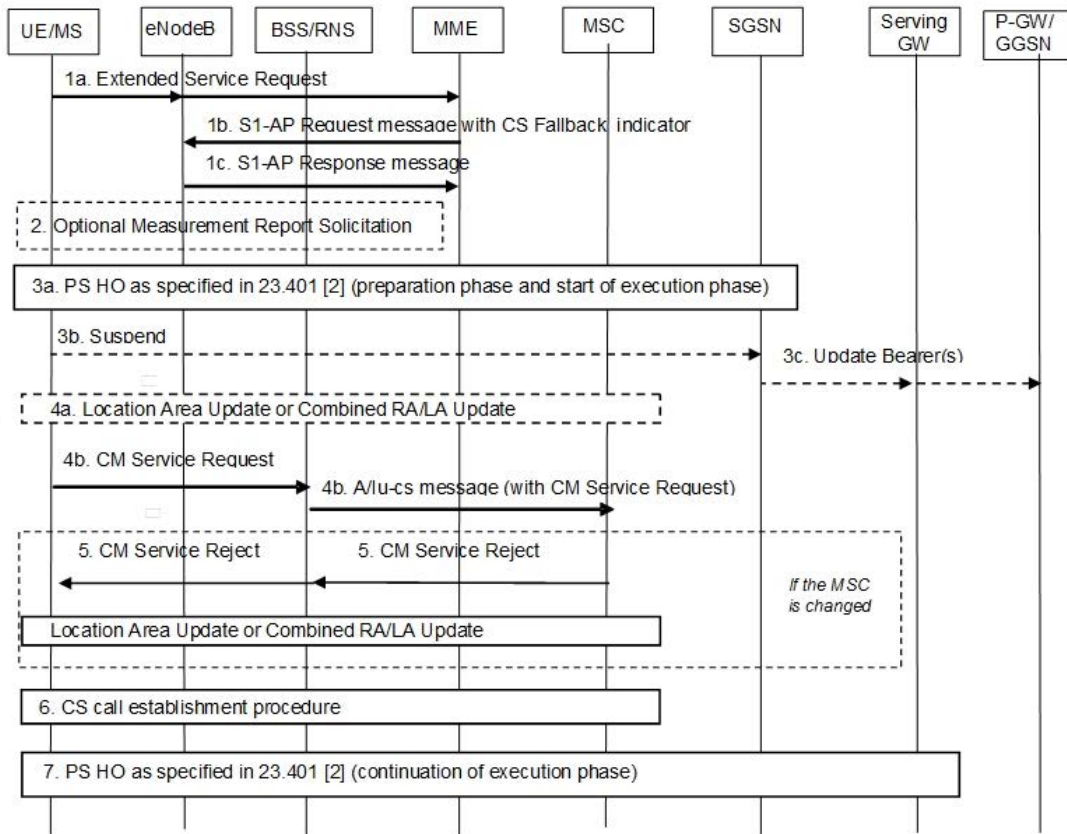 UE/MS
eNodeB
BSS/RNS
MME
MSC
SGSN
Serving
GW
P-GW/
GGSN
1a. Extended Service Request
1b. S1-AP Request message with CS Fallback indicator
1c. S1-AP Response message
2. Optional Measurement Report Solicitation
3a. PS HO as specified in 23.401 [2] (preparation phase and start of execution phase)
3b. Suspend
3c. Update Bearer(s)
4a. Location Area Update or Combined RA/LA Update
4b. CM Service Request
4b. A/Iu-cs message (with CM Service Request)
5. CM Service Reject
5. CM Service Reject
If the MSC
is changed
Location Area Update or Combined RA/LA Update
6. CS call establishment procedure
7. PS HO as specified in 23.401 [2] (continuation of execution phase)